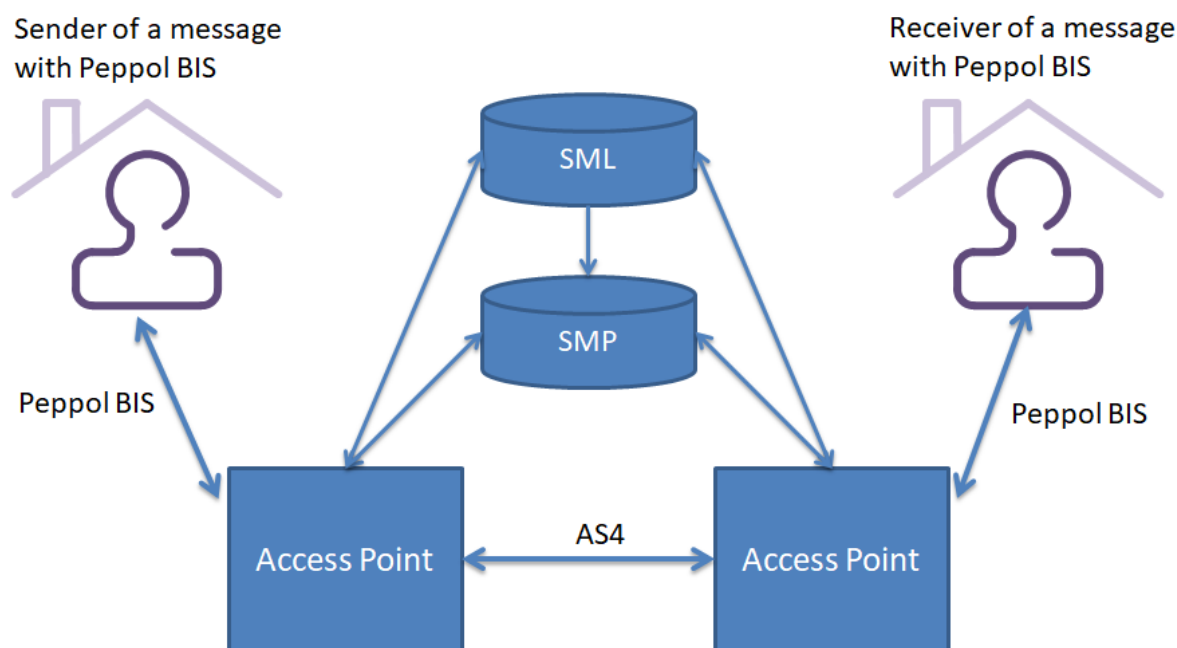 Sender of a message
with Peppol BIS
Receiver of a message
with Peppol BIS
SML
SMP
Peppol BIS
Peppol BIS
AS4
Access Point
Access Point